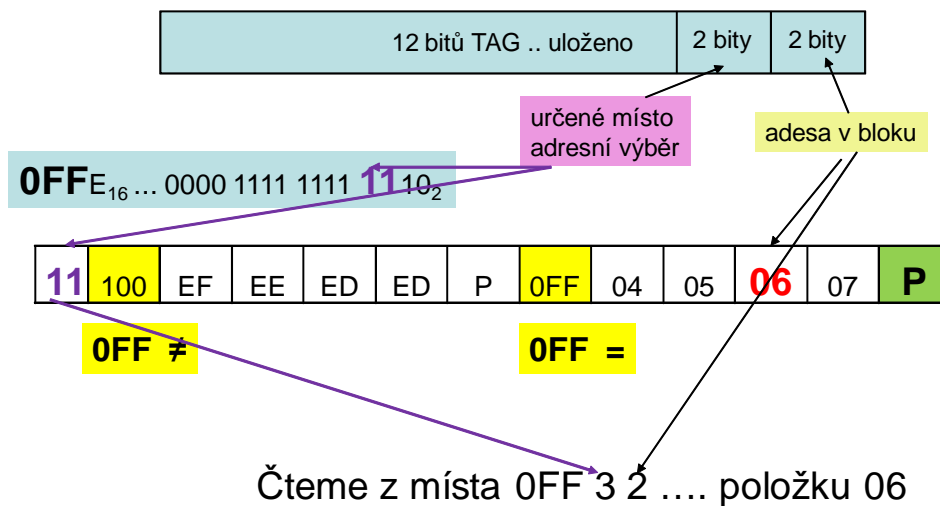 12 bitů TAG .. uloženo 2 bity 2 bity
určené místo
adresní výběr
adesa v bloku
0FFE₁₆ ... 0000 1111 1111 1110₂
11 100 EF EE ED ED P 0FF 04 05 06 07 P
0FF ≠ 0FF =
Čteme z místa 0FF 3 2 .... položku 06